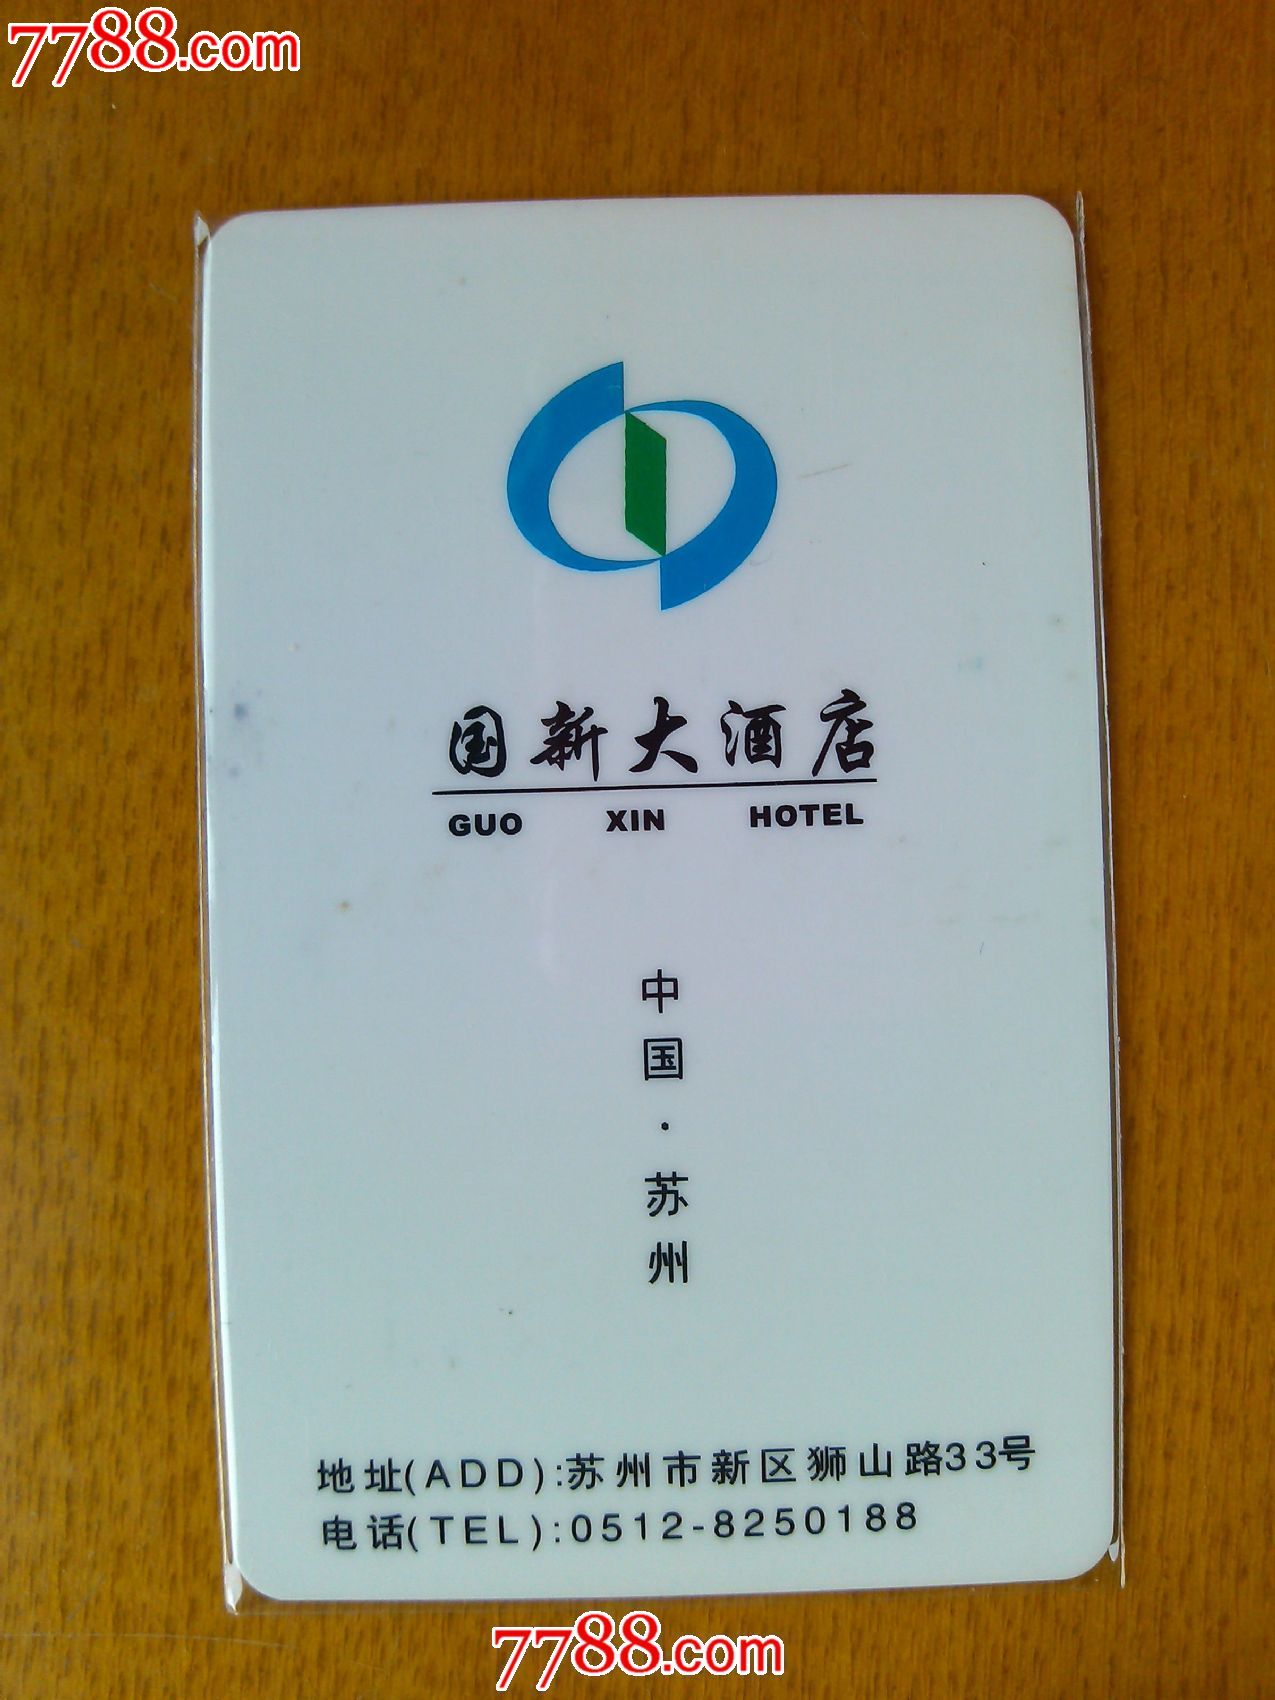 7788.com
国新大酒店
GUO XIN HOTEL
中国·苏州
地址(ADD):苏州市新区狮山路33号
电话(TEL):0512-8250188
7788.com